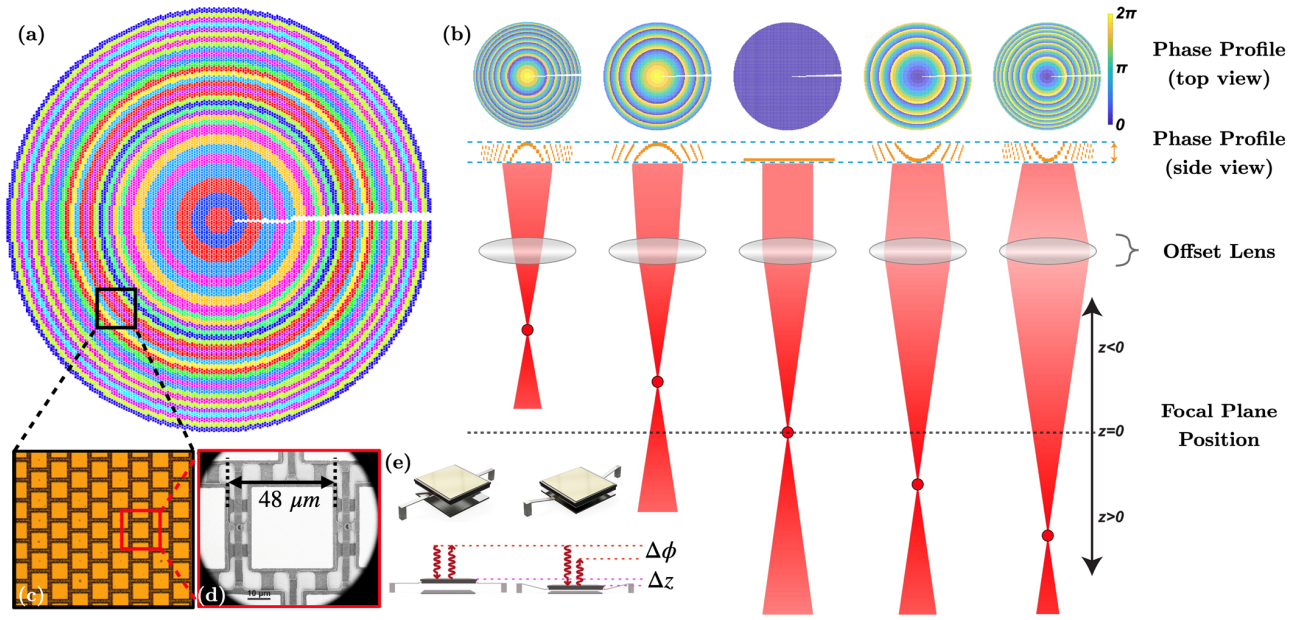 (a)
(b)
2π
π
0
Phase Profile
(top view)
Phase Profile
(side view)
Offset Lens
z<0
z=0
z>0
Focal Plane
Position
(c)
48 μm
10 μm
(d)
(e)
Δϕ
Δz